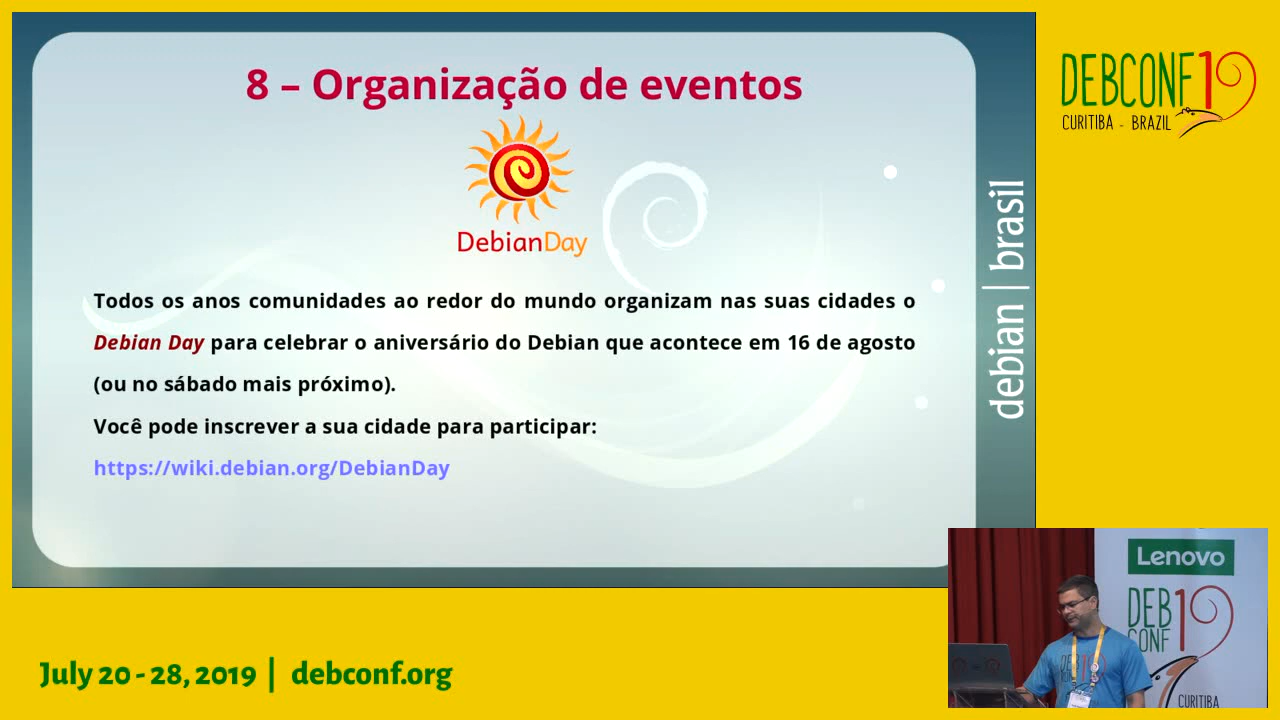 8 – Organização de eventos
DebianDay
Todos os anos comunidades ao redor do mundo organizam nas suas cidades o
Debian Day para celebrar o aniversário do Debian que acontece em 16 de agosto
(ou no sábado mais próximo).
Você pode inscrever a sua cidade para participar:
https://wiki.debian.org/DebianDay
debian | brasil
DEBCONF19
CURITIBA - BRAZIL
Lenovo
DEB
CONF
19
CURITIBA
July 20 - 28, 2019 | debconf.org